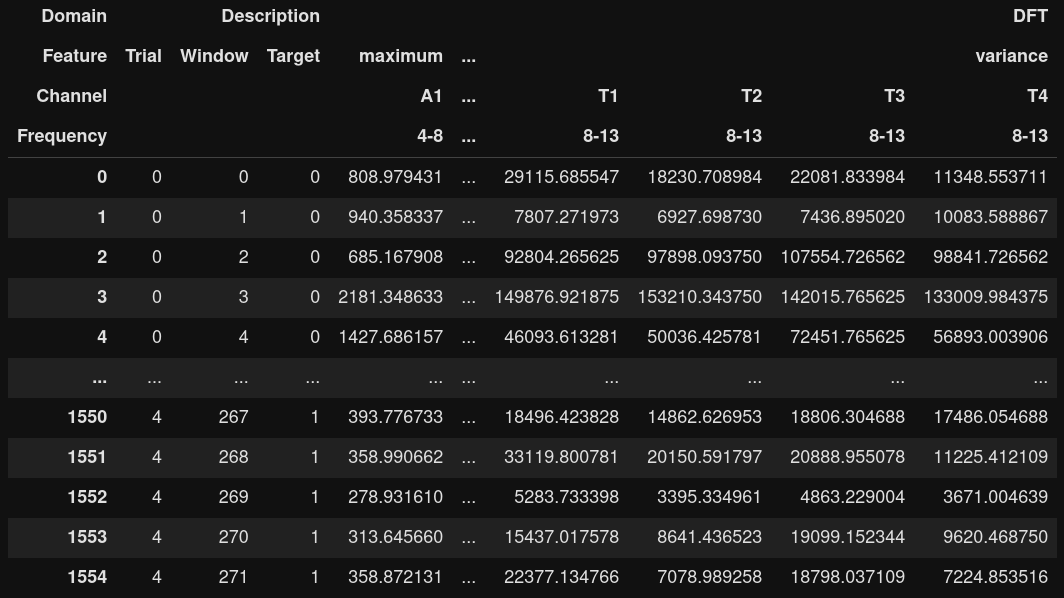 Domain Description DFT
Feature Trial Window Target maximum ... variance
Channel A1 ... T1 T2 T3 T4
Frequency 4-8 ... 8-13 8-13 8-13 8-13
0 0 0 0 808.979431 ... 29115.685547 18230.708984 22081.833984 11348.553711
1 0 1 0 940.358337 ... 7807.271973 6927.698730 7436.895020 10083.588867
2 0 2 0 685.167908 ... 92804.265625 97898.093750 107554.726562 98841.726562
3 0 3 0 2181.348633 ... 149876.921875 153210.343750 142015.765625 133009.984375
4 0 4 0 1427.686157 ... 46093.613281 50036.425781 72451.765625 56893.003906
... ... ... ... ... ... ... ... ... ...
1550 4 267 1 393.776733 ... 18496.423828 14862.626953 18806.304688 17486.054688
1551 4 268 1 358.990662 ... 33119.800781 20150.591797 20888.955078 11225.412109
1552 4 269 1 278.931610 ... 5283.733398 3395.334961 4863.229004 3671.004639
1553 4 270 1 313.645660 ... 15437.017578 8641.436523 19099.152344 9620.468750
1554 4 271 1 358.872131 ... 22377.134766 7078.989258 18798.037109 7224.853516